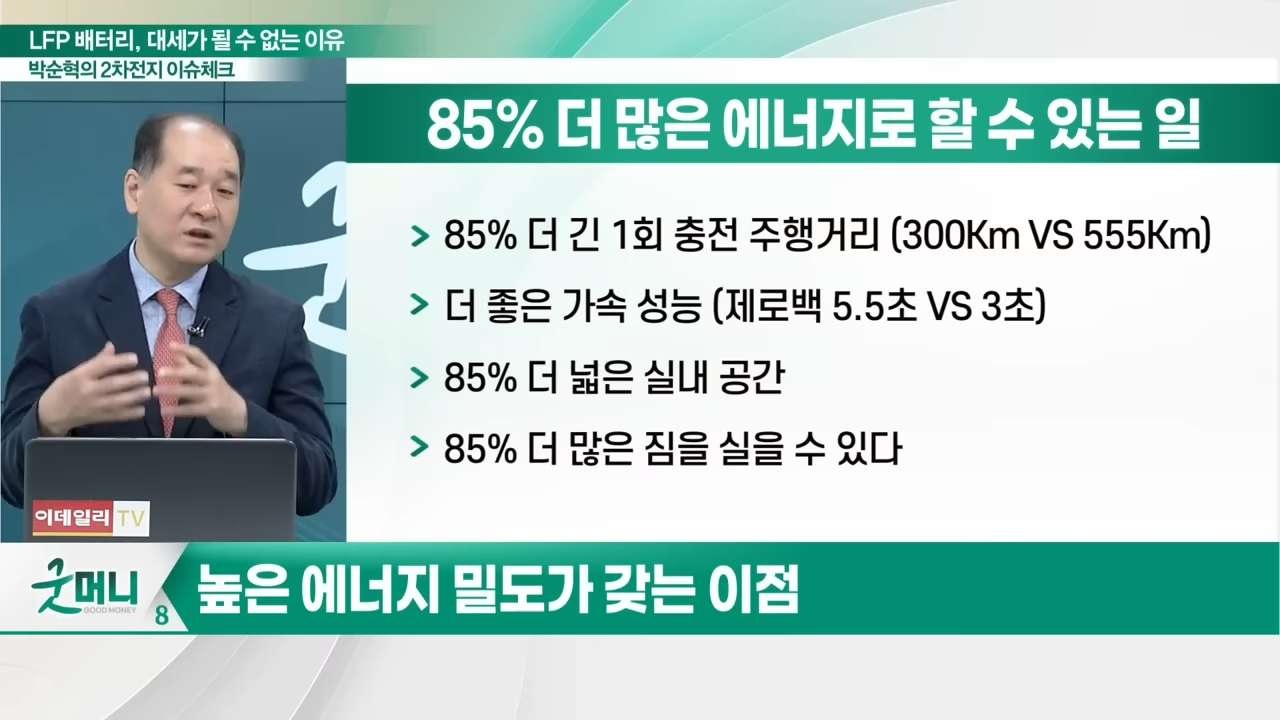 LFP 배터리, 대세가 될 수 없는 이유
박순혁의 2차전지 이슈체크
85% 더 많은 에너지로 할 수 있는 일
> 85% 더 긴 1회 충전 주행거리 (300Km VS 555Km)
> 더 좋은 가속 성능 (제로백 5.5초 VS 3초)
> 85% 더 넓은 실내 공간
> 85% 더 많은 짐을 실을 수 있다
이데일리 TV
굿머니
GOOD MONEY
8
높은 에너지 밀도가 갖는 이점